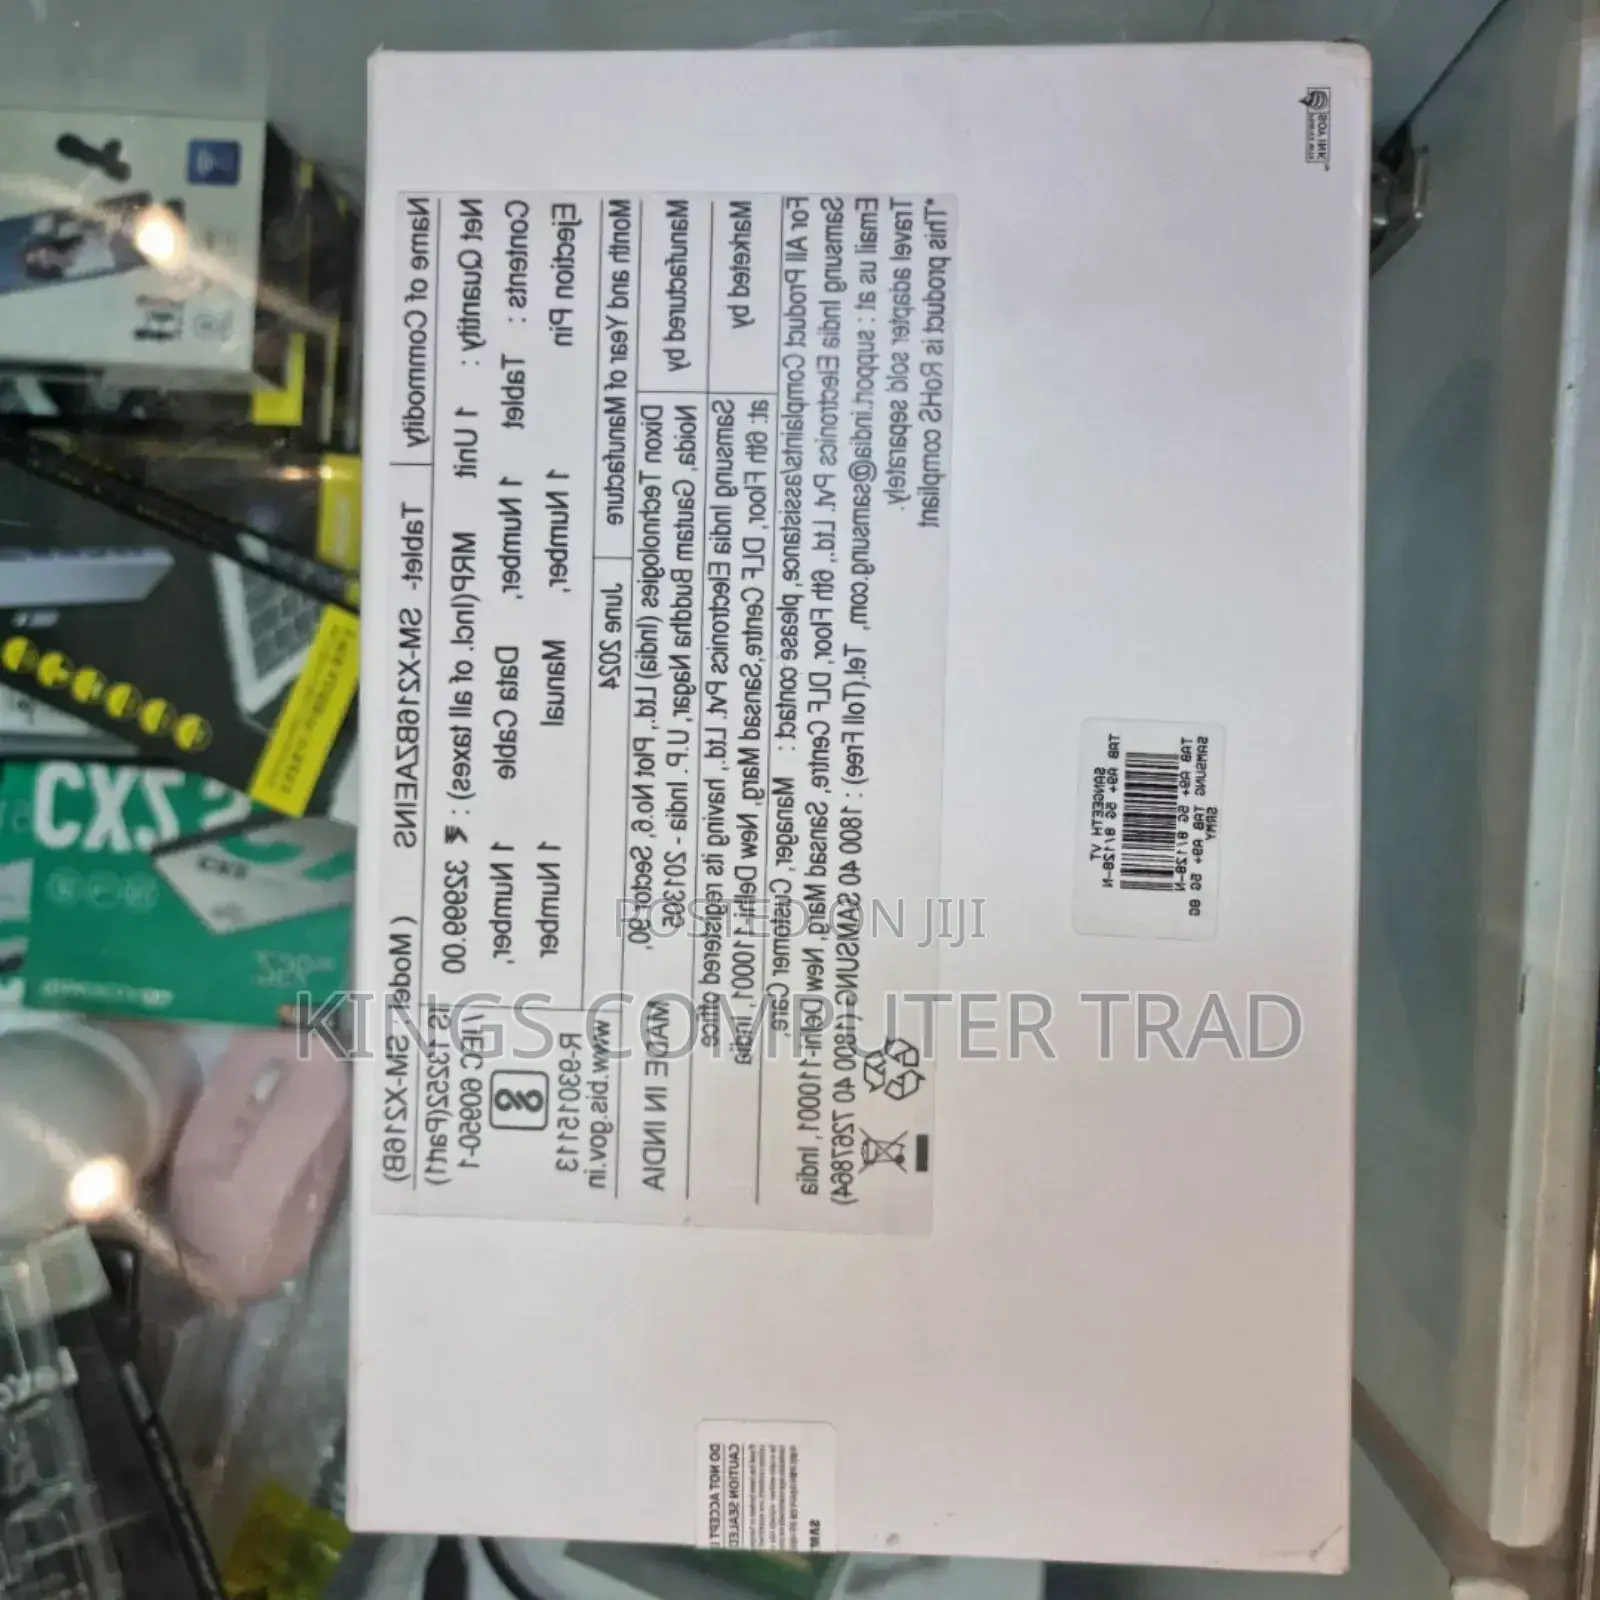 Name of Commodity
Tablet- SM-X216BZAEINS
( Model SM-X216B)
Net Quantity : 1 Unit MRP(Incl. of all taxes) : ₹ 32999.00
Contents : Tablet 1 Number, Data Cable 1 Number,
Ejection Pin 1 Number, Manual 1 Number
IS 13252(Part1)
\IEC 60950-1
R-63015113
www.bis.gov.in
Month and Year of Manufacture
June 2024
Manufactured by
Dixon Technologies (India) Ltd., Plot No.6, Sector-90,
Noida, Gautam Buddha Nagar, U.P. India - 201305
MADE IN INDIA
Marketed by
Samsung India Electronics Pvt. Ltd., having its registered office
at: 6th Floor, DLF Centre,Sansad Marg, New Delhi-110001, India
For All Product Complaints/assistance, please contact : Manager, Customer Care,
Samsung India Electronics Pvt. Ltd., 6th Floor, DLF Centre, Sansad Marg, New Delhi-110001, India
Email us at : support.india@samsung.com, Tel.(Toll Free) : 1800 40 SAMSUNG (1800 40 7267864)
Travel adapter sold separately.
*This product is RoHS compliant
SOY INK
TAB A9+ 5G 8/128-N
SANGEETH VT
TAB A9+ 5G 8/128-N
SAMSUNG TAB A9+ 5G 8G
GRAY
DO NOT ACCEPT I
CAUTION SEALED
CXZ
POSTED ON JIJI
KINGS COMPUTER TRAD